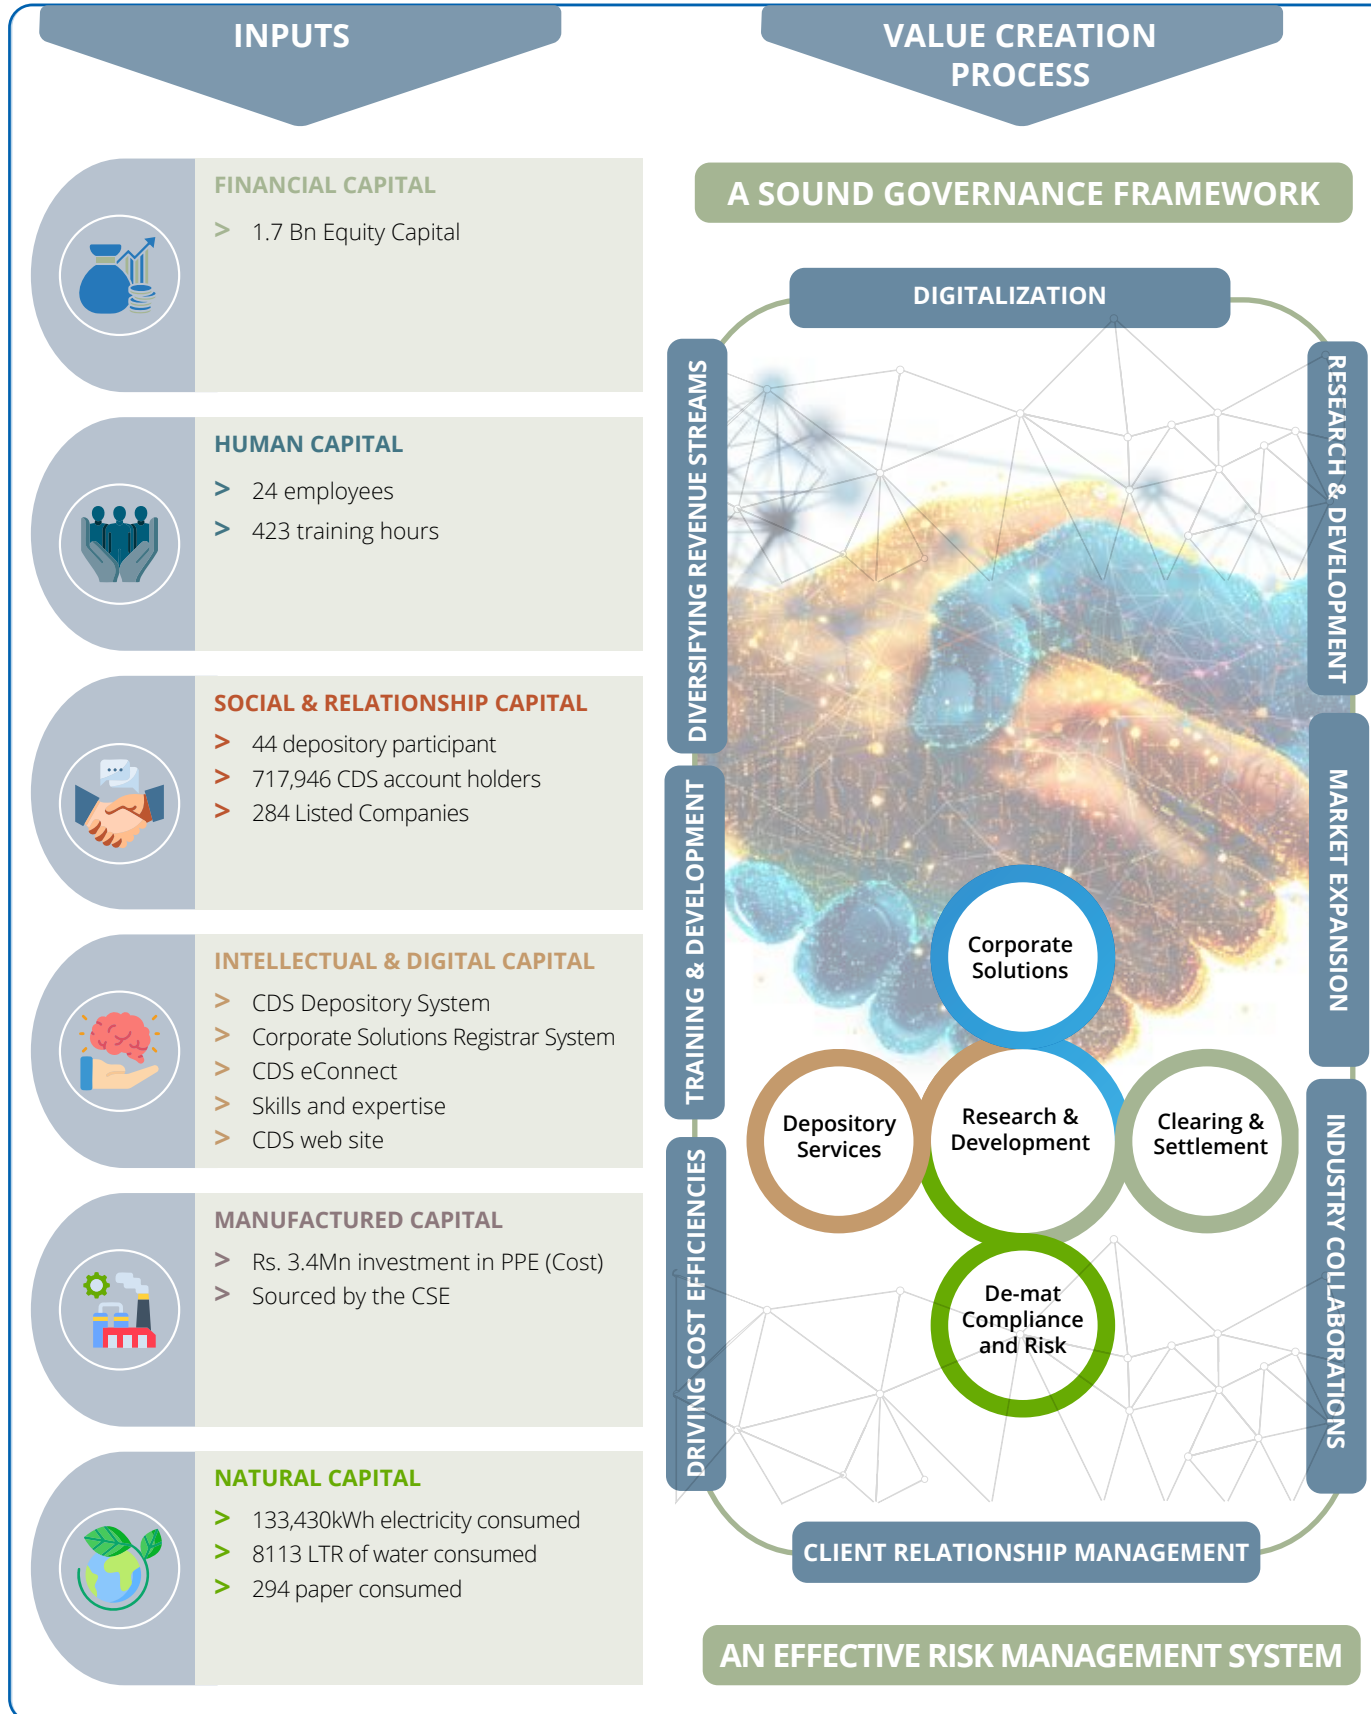 INPUTS
FINANCIAL CAPITAL
> 1.7 Bn Equity Capital
HUMAN CAPITAL
> 24 employees
> 423 training hours
SOCIAL & RELATIONSHIP CAPITAL
> 44 depository participant
> 717,946 CDS account holders
> 284 Listed Companies
INTELLECTUAL & DIGITAL CAPITAL
> CDS Depository System
> Corporate Solutions Registrar System
> CDS eConnect
> Skills and expertise
> CDS web site
MANUFACTURED CAPITAL
> Rs. 3.4Mn investment in PPE (Cost)
> Sourced by the CSE
NATURAL CAPITAL
> 133,430kWh electricity consumed
> 8113 LTR of water consumed
> 294 paper consumed
VALUE CREATION
PROCESS
A SOUND GOVERNANCE FRAMEWORK
DIGITALIZATION
DIVERSIFYING REVENUE STREAMS
TRAINING & DEVELOPMENT
DRIVING COST EFFICIENCIES
RESEARCH & DEVELOPMENT
MARKET EXPANSION
INDUSTRY COLLABORATIONS
Corporate
Solutions
Depository
Services
Research &
Development
Clearing &
Settlement
De-mat
Compliance
and Risk
CLIENT RELATIONSHIP MANAGEMENT
AN EFFECTIVE RISK MANAGEMENT SYSTEM